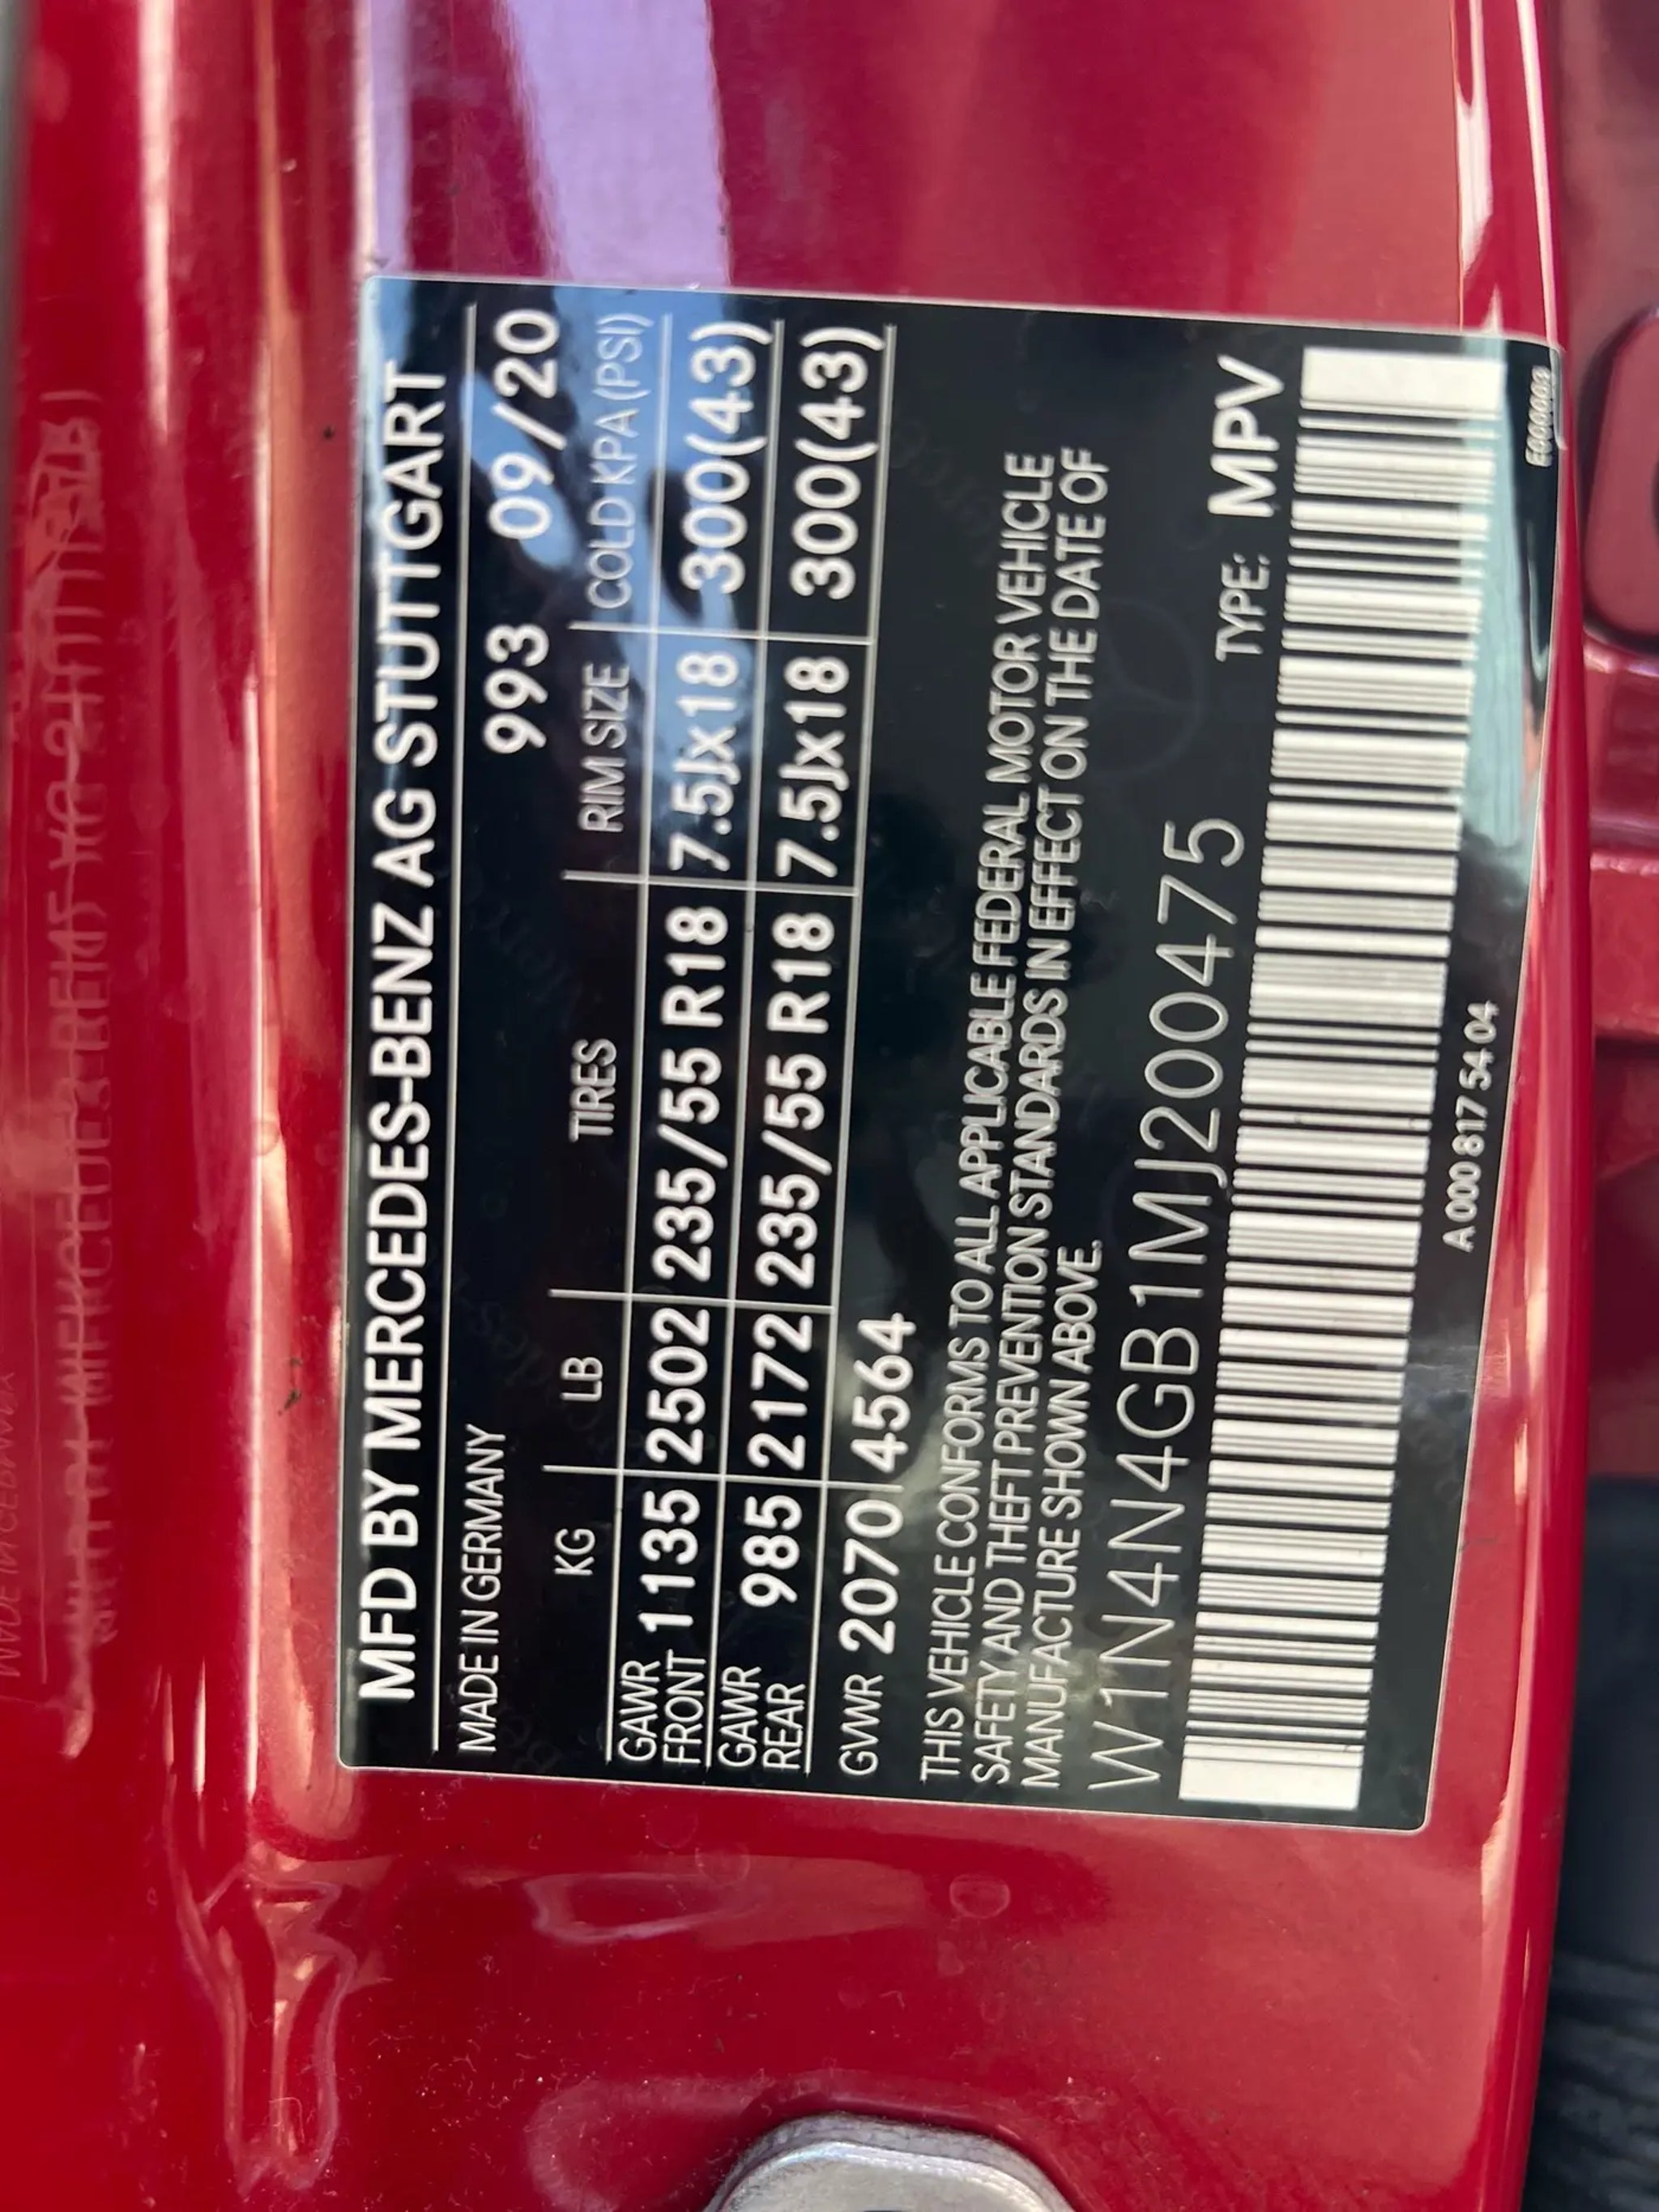 MFD BY MERCEDES-BENZ AG STUTTGART
MADE IN GERMANY 993 09/20
KG LB TIRES RIM SIZE COLD KPA (PSI)
GAWR FRONT 1135 2502 235/55 R18 7.5Jx18 300(43)
GAWR REAR 985 2172 235/55 R18 7.5Jx18 300(43)
GVWR 2070 4564
THIS VEHICLE CONFORMS TO ALL APPLICABLE FEDERAL MOTOR VEHICLE
SAFETY AND THEFT PREVENTION STANDARDS IN EFFECT ON THE DATE OF
MANUFACTURE SHOWN ABOVE.
W1N4N4GB1MJ200475 TYPE: MPV
A 000 817 54 04
E000003